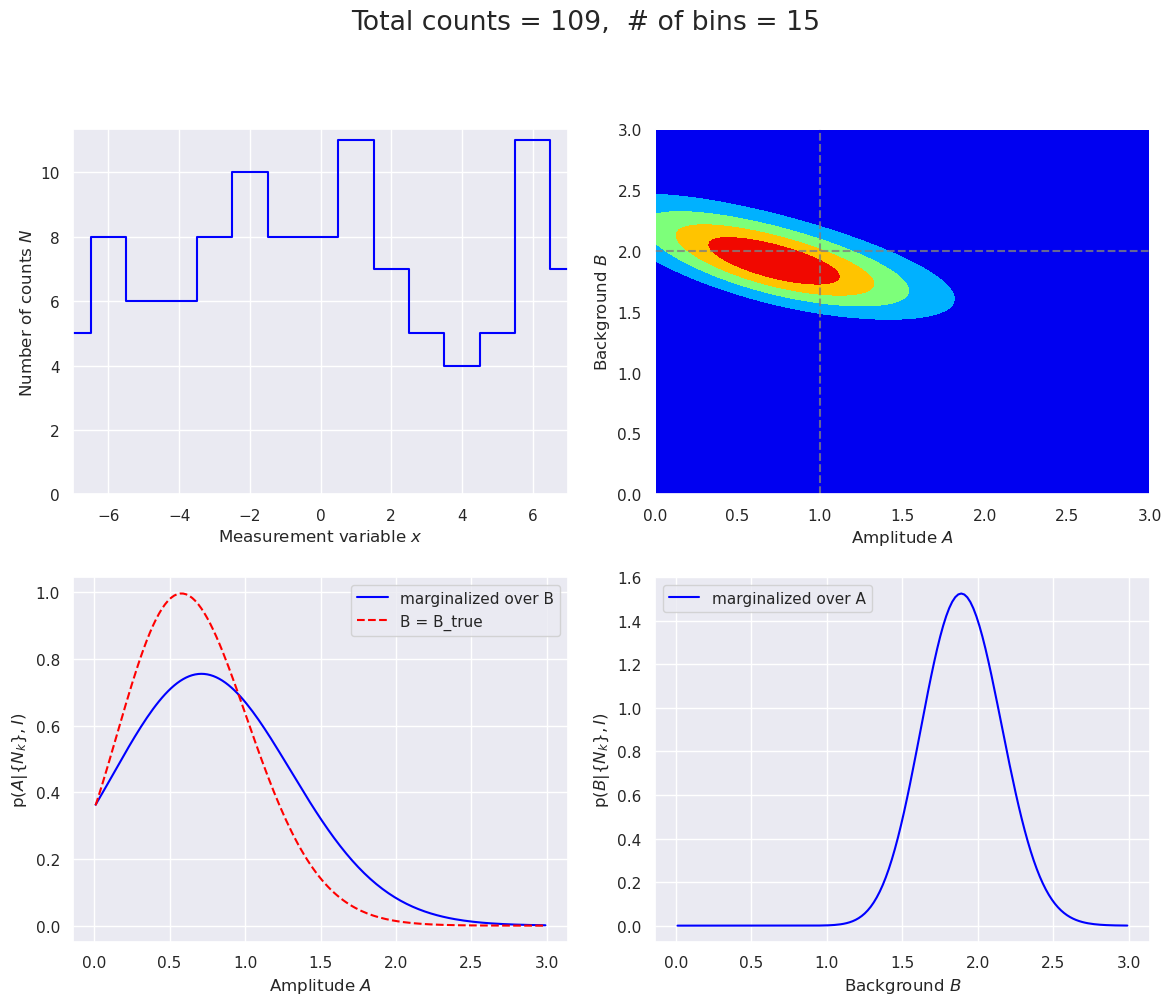 Total counts = 109,  # of bins = 15
Number of counts N
10
8
6
4
2
0
−6 −4 −2 0 2 4 6
Measurement variable x
Background B
3.0
2.5
2.0
1.5
1.0
0.5
0.0
0.0 0.5 1.0 1.5 2.0 2.5 3.0
Amplitude A
p(A|{N_k}, I)
1.0
0.8
0.6
0.4
0.2
0.0
marginalized over B
B = B_true
0.0 0.5 1.0 1.5 2.0 2.5 3.0
Amplitude A
p(B|{N_k}, I)
1.6
1.4
1.2
1.0
0.8
0.6
0.4
0.2
0.0
marginalized over A
0.0 0.5 1.0 1.5 2.0 2.5 3.0
Background B